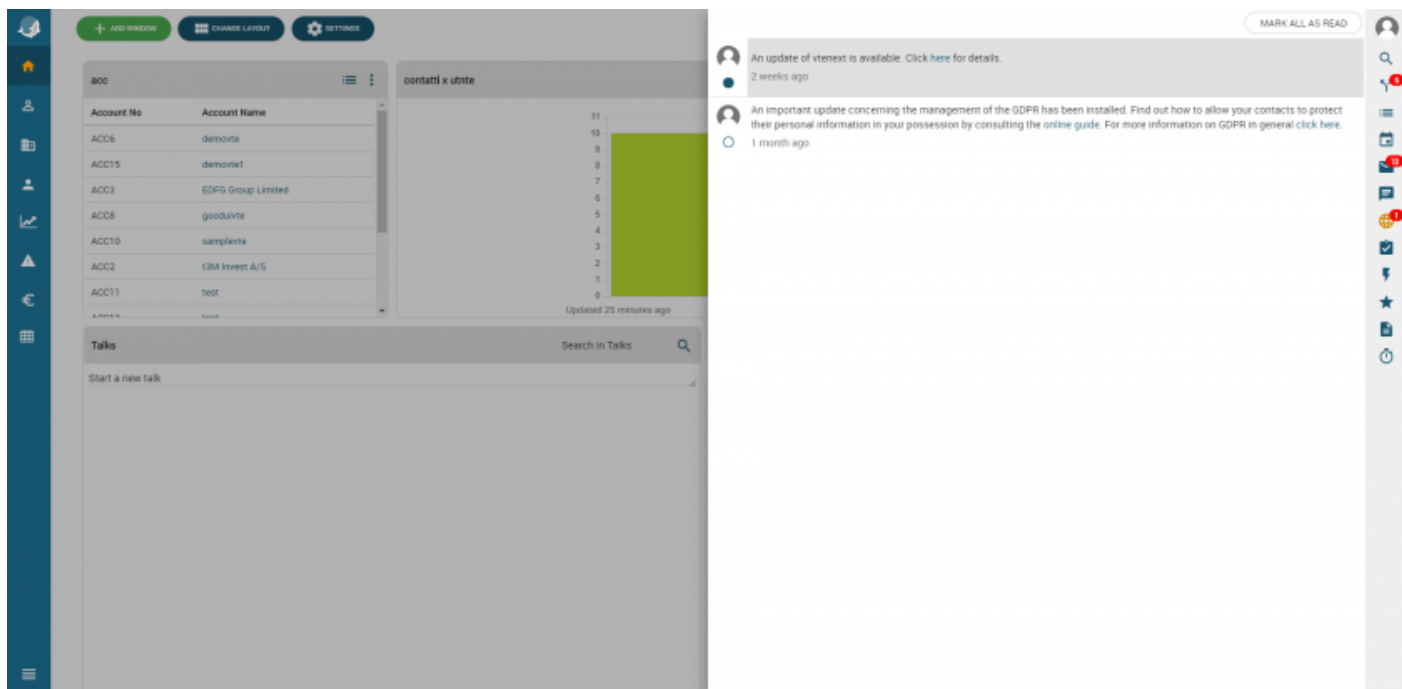 ADD WINDOW
CHANGE LAYOUT
SETTINGS
acc
Account No Account Name
ACC6 demovte
ACC15 demovte1
ACC3 EDFG Group Limited
ACC8 gooduivte
ACC10 samplevte
ACC2 t3M Invest A/S
ACC11 test
contatti x utnte
11
10
9
8
7
6
5
4
3
2
1
0
Updated 25 minutes ago
Talks
Search in Talks
Start a new talk
MARK ALL AS READ
An update of vtenext is available. Click here for details.
2 weeks ago
An important update concerning the management of the GDPR has been installed. Find out how to allow your contacts to protect
their personal information in your possession by consulting the online guide. For more information on GDPR in general click here.
1 month ago
12
1